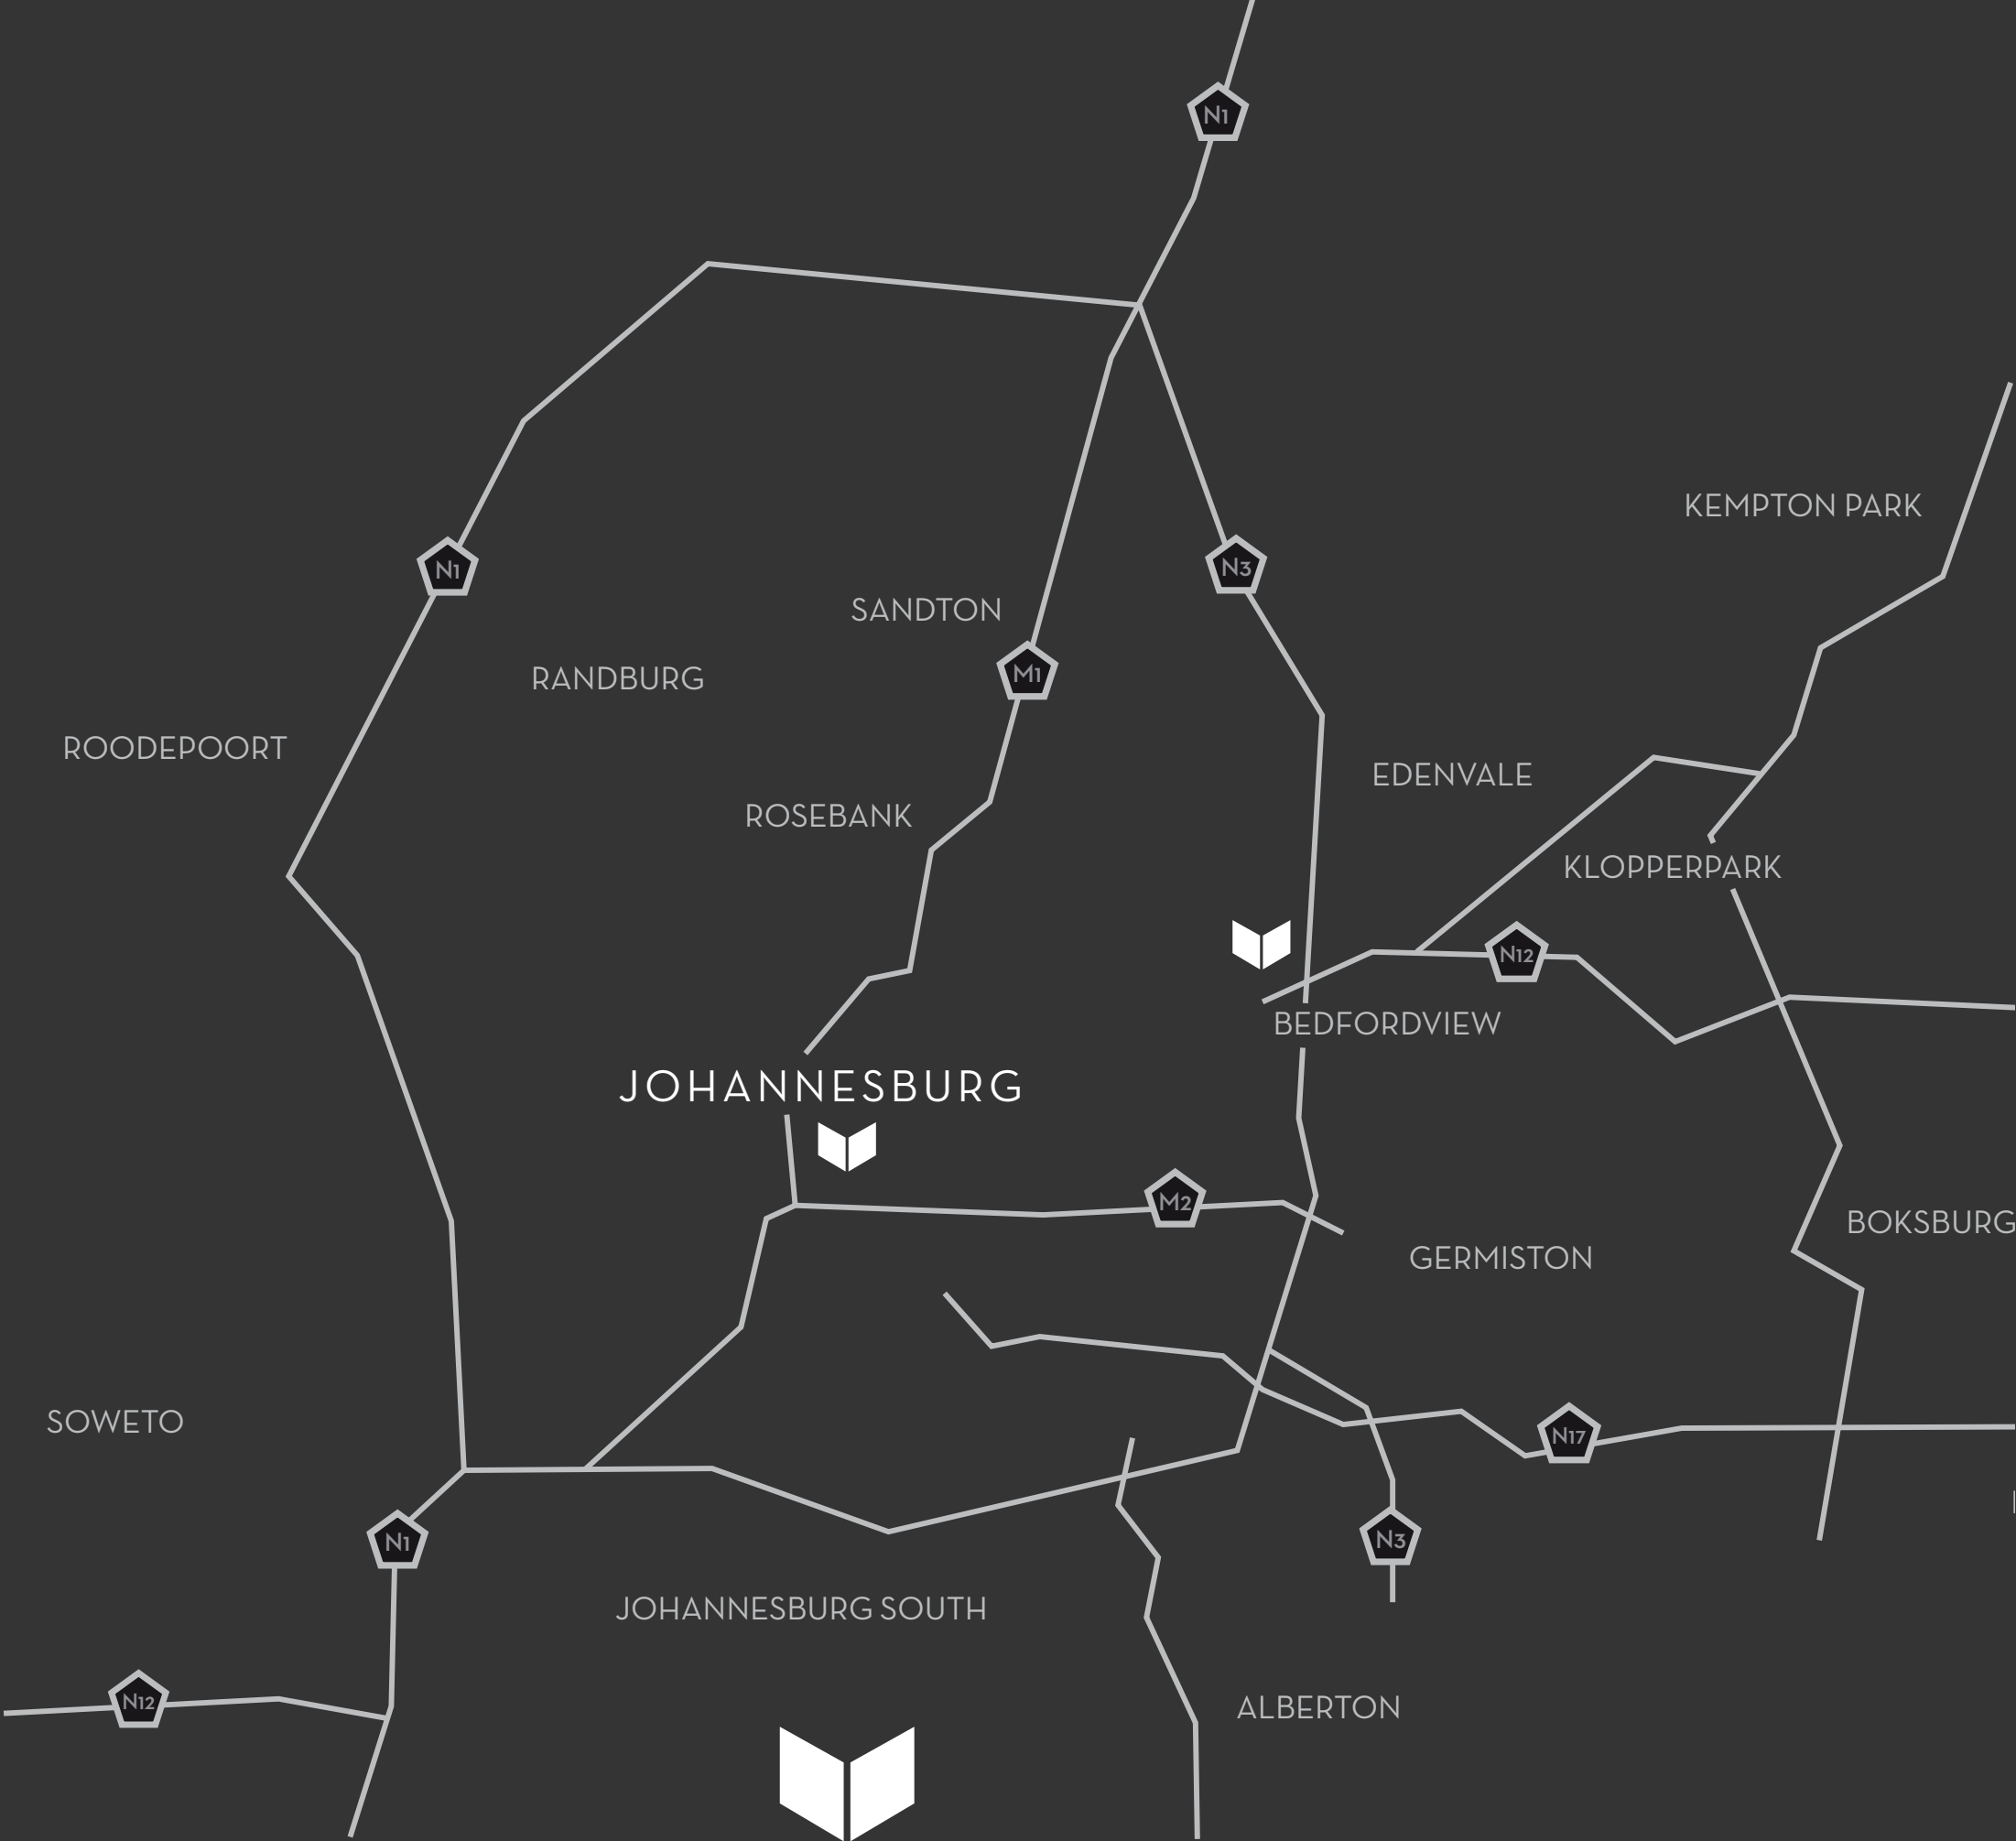 N1
KEMPTON PARK
N1
N3
SANDTON
M1
RANDBURG
ROODEPOORT
EDENVALE
ROSEBANK
KLOPPERPARK
N12
BEDFORDVIEW
JOHANNESBURG
M2
BOKSBURG
GERMISTON
SOWETO
N17
N1
N3
JOHANNESBURG SOUTH
N12
ALBERTON